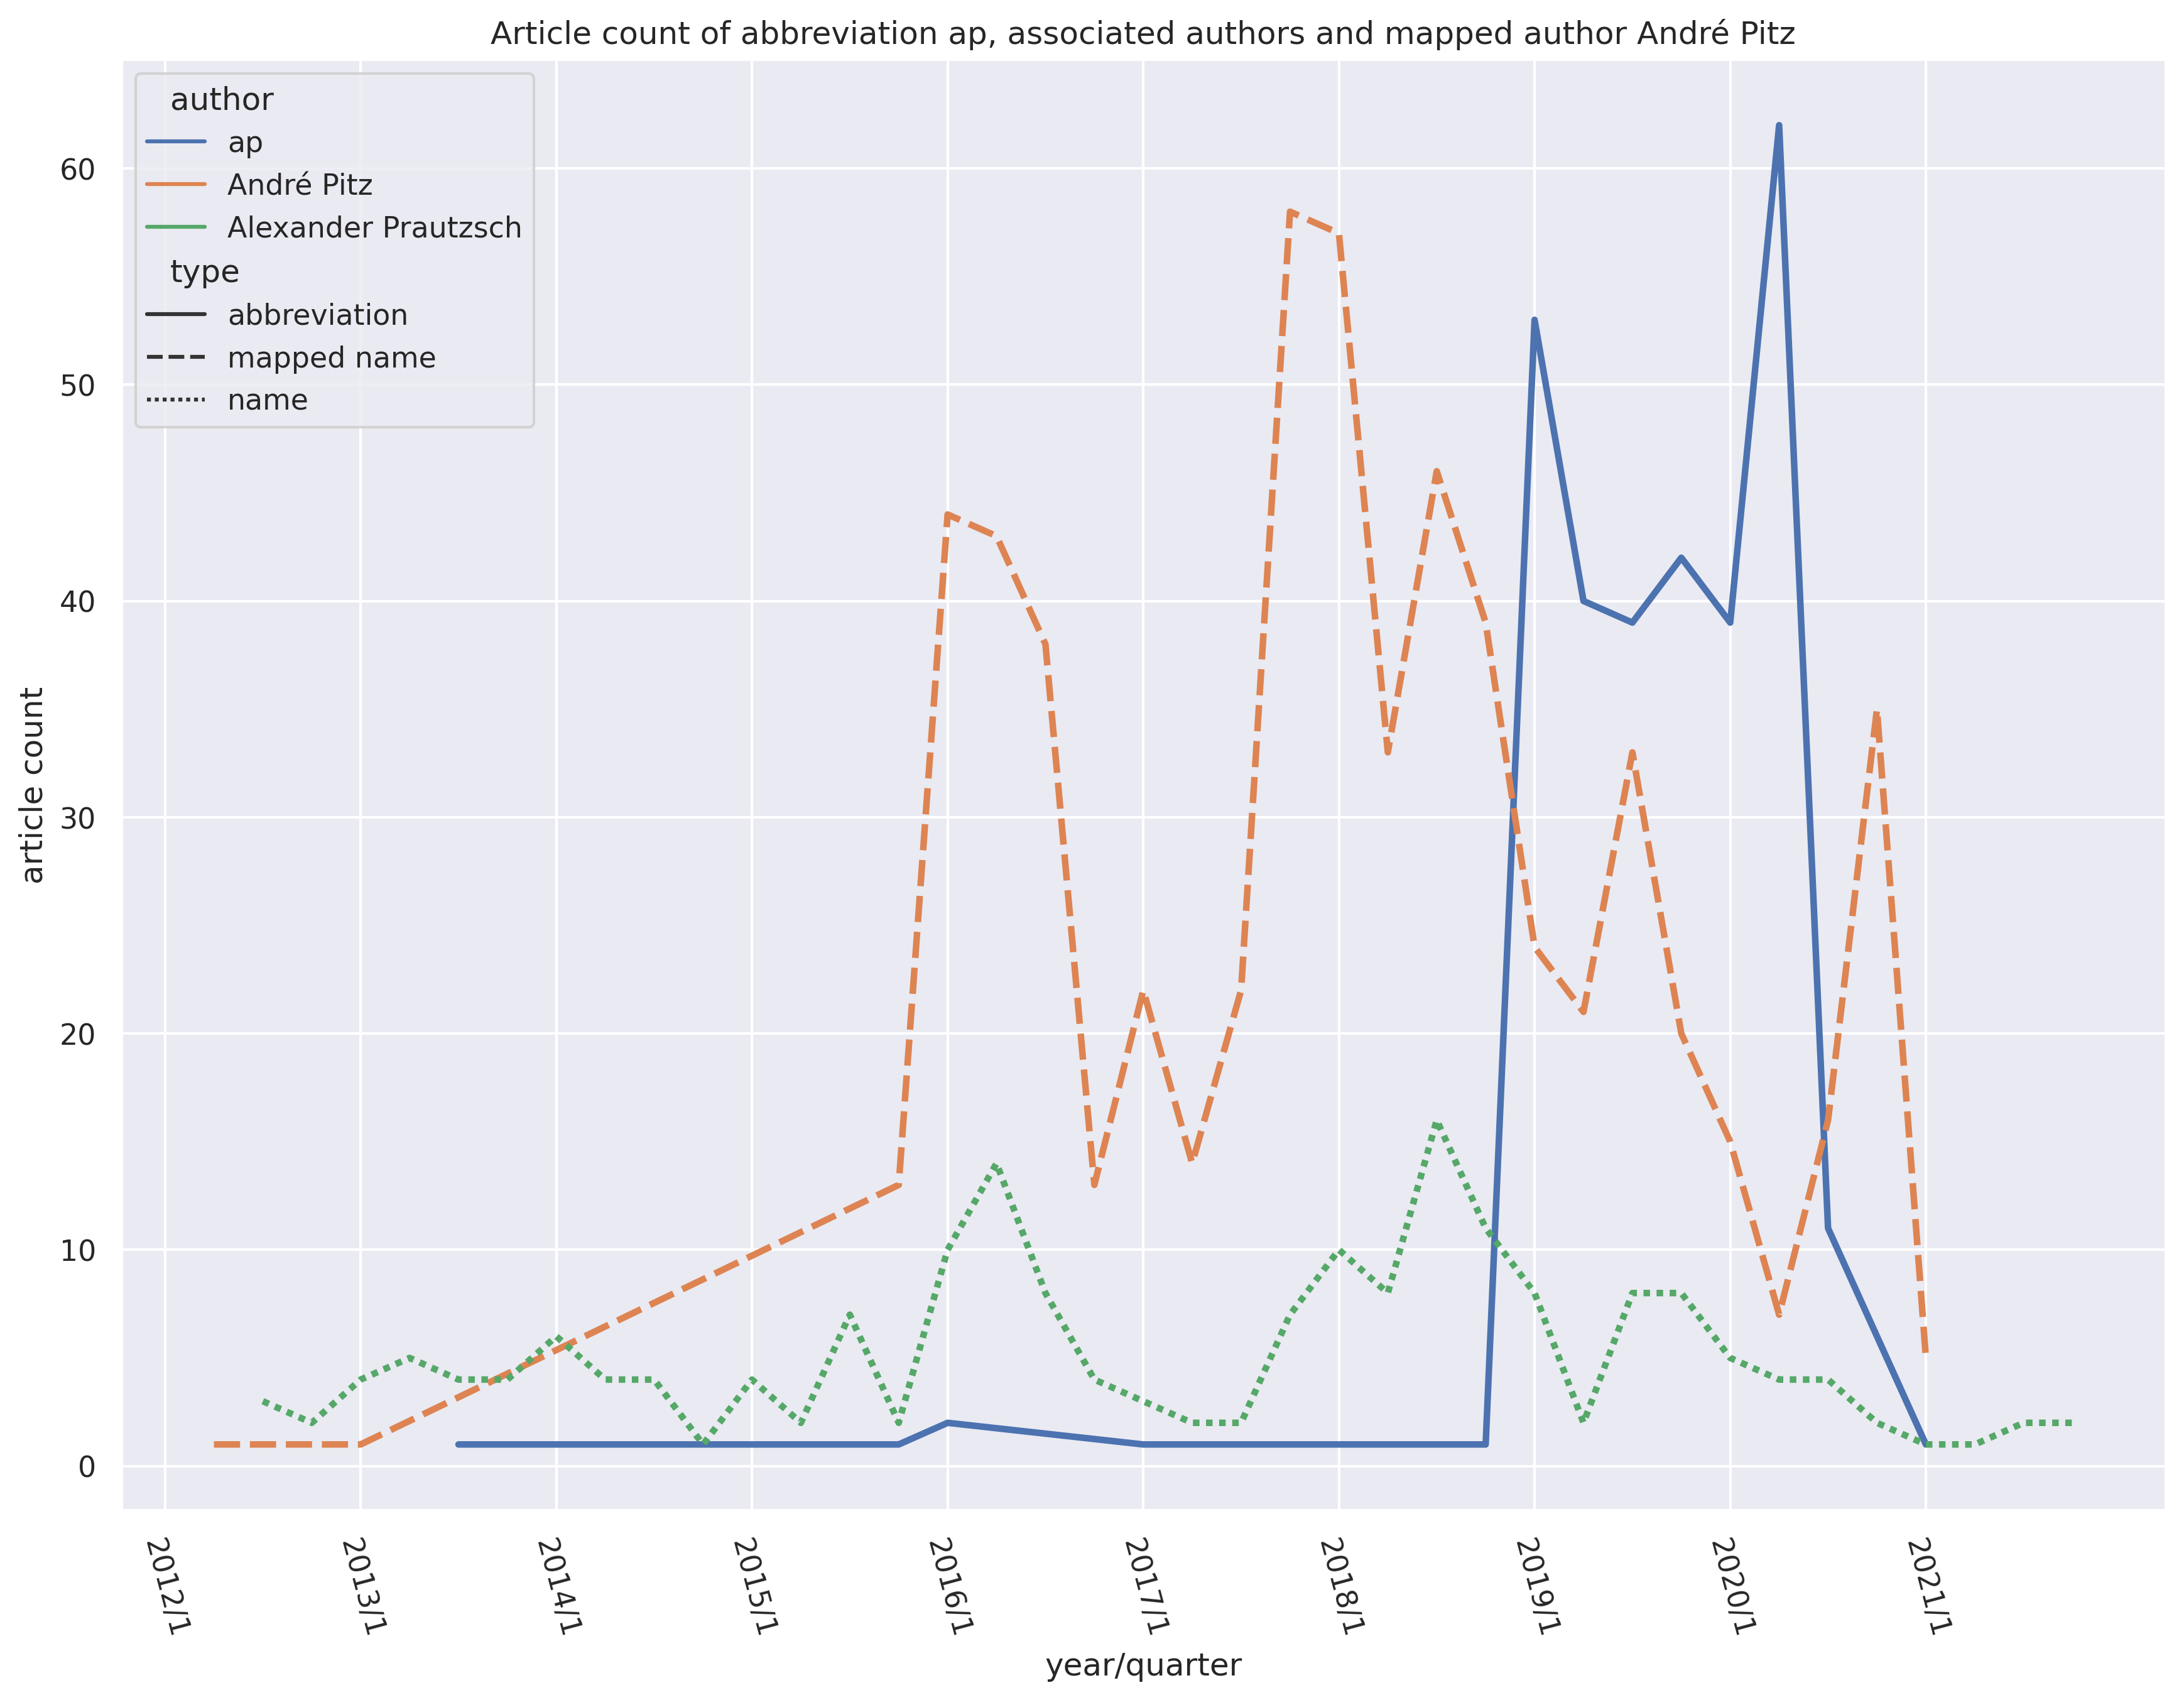 Article count of abbreviation ap, associated authors and mapped author André Pitz
author
ap
André Pitz
Alexander Prautzsch
type
abbreviation
mapped name
name
article count
60
50
40
30
20
10
0
2012/1
2013/1
2014/1
2015/1
2016/1
2017/1
2018/1
2019/1
2020/1
2021/1
year/quarter